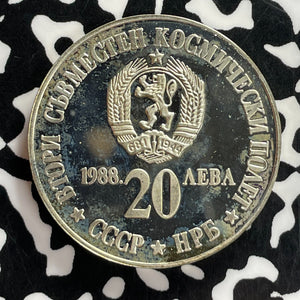 ВТОРИ СЪВМЕСТЕН КОСМИЧЕСКИ ПОЛЕТ
681 1944
1988. 20 ЛЕВА
СССР НРБ